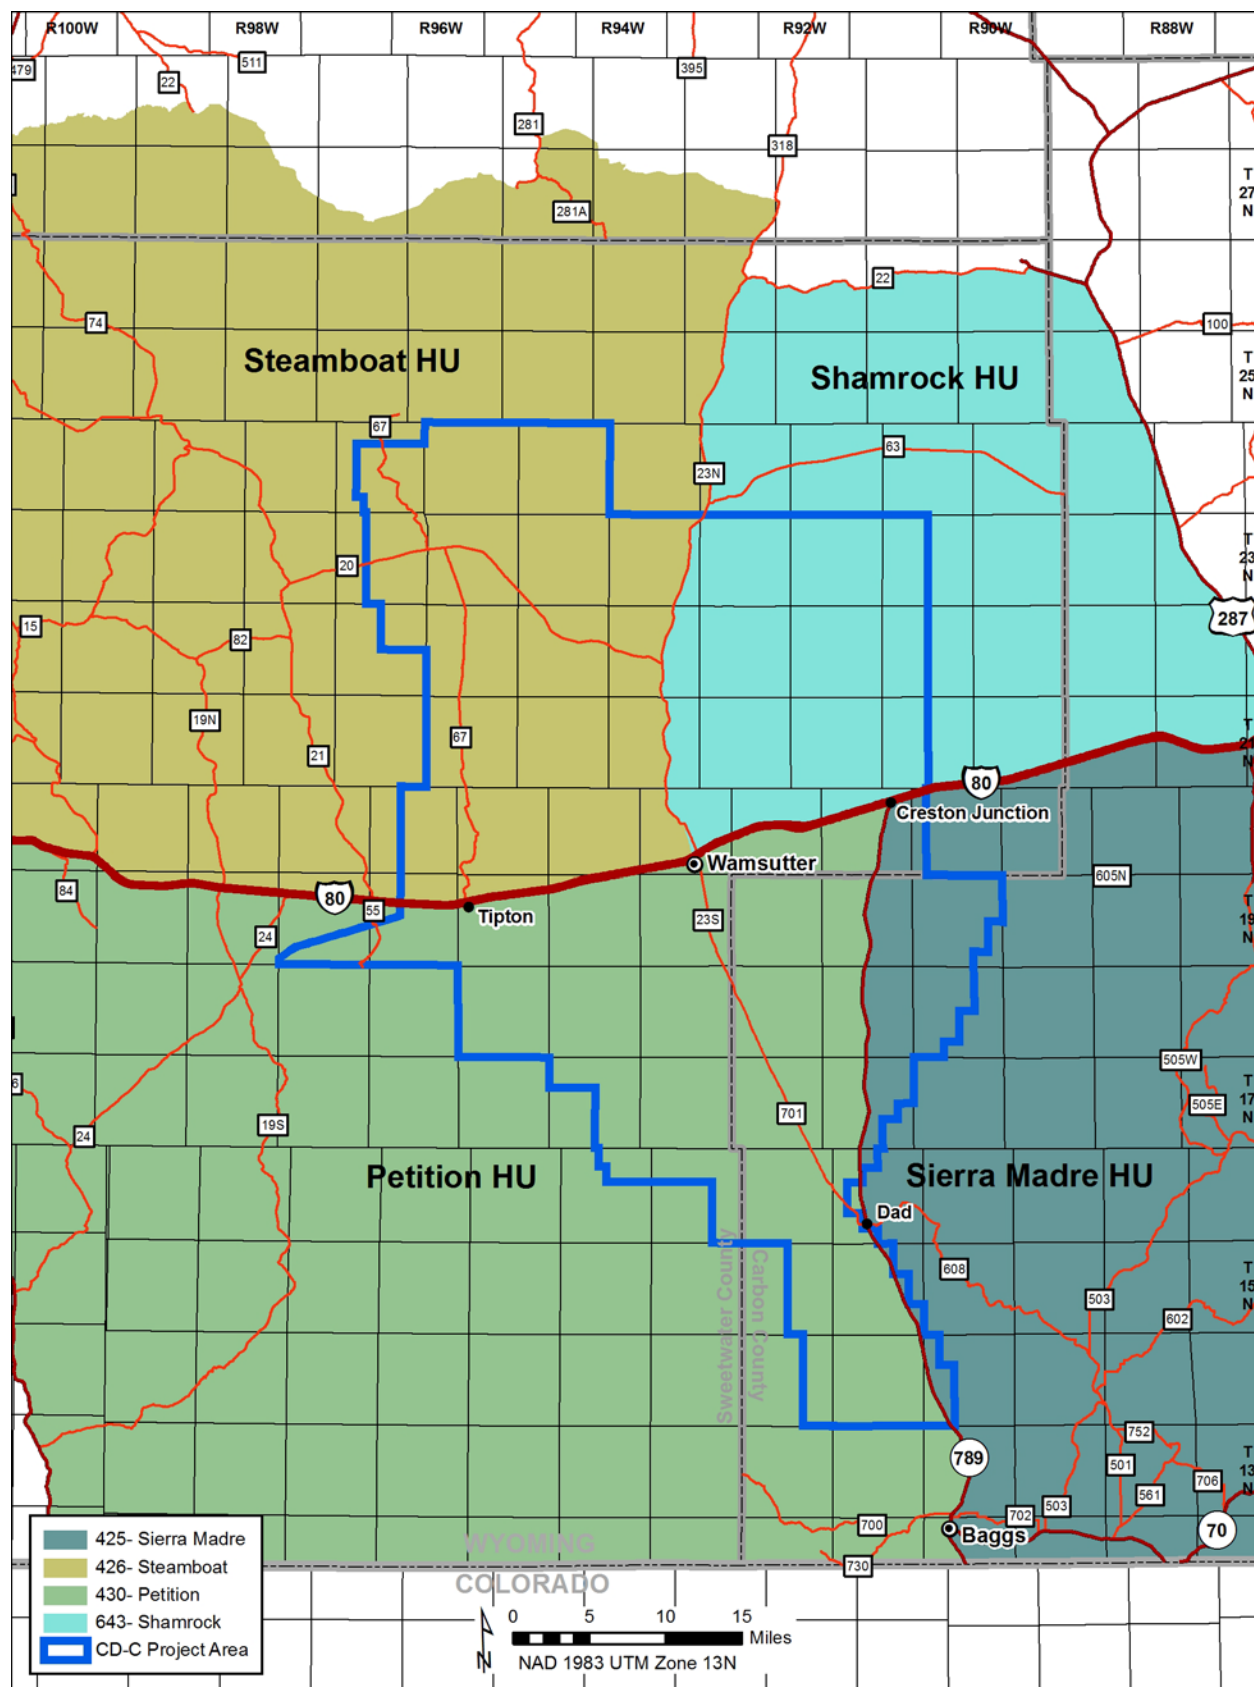 R100W
R98W
R96W
R94W
R92W
R90W
R88W
479
22
511
281
395
318
281A
T
27
N
22
74
100
Steamboat HU
Shamrock HU
T
25
N
67
23N
63
T
23
N
20
15
82
287
19N
21
67
T
21
N
80
Creston Junction
Wamsutter
84
80
55
Tipton
605N
24
23S
T
19
N
505W
505E
T
17
N
6
24
19S
701
Petition HU
Sierra Madre HU
Dad
608
Sweetwater County
Carbon County
503
602
T
15
N
752
789
501
T
13
N
706
561
503
702
700
70
Baggs
730
WYOMING
COLORADO
425- Sierra Madre
426- Steamboat
430- Petition
643- Shamrock
CD-C Project Area
N
0 5 10 15
Miles
NAD 1983 UTM Zone 13N